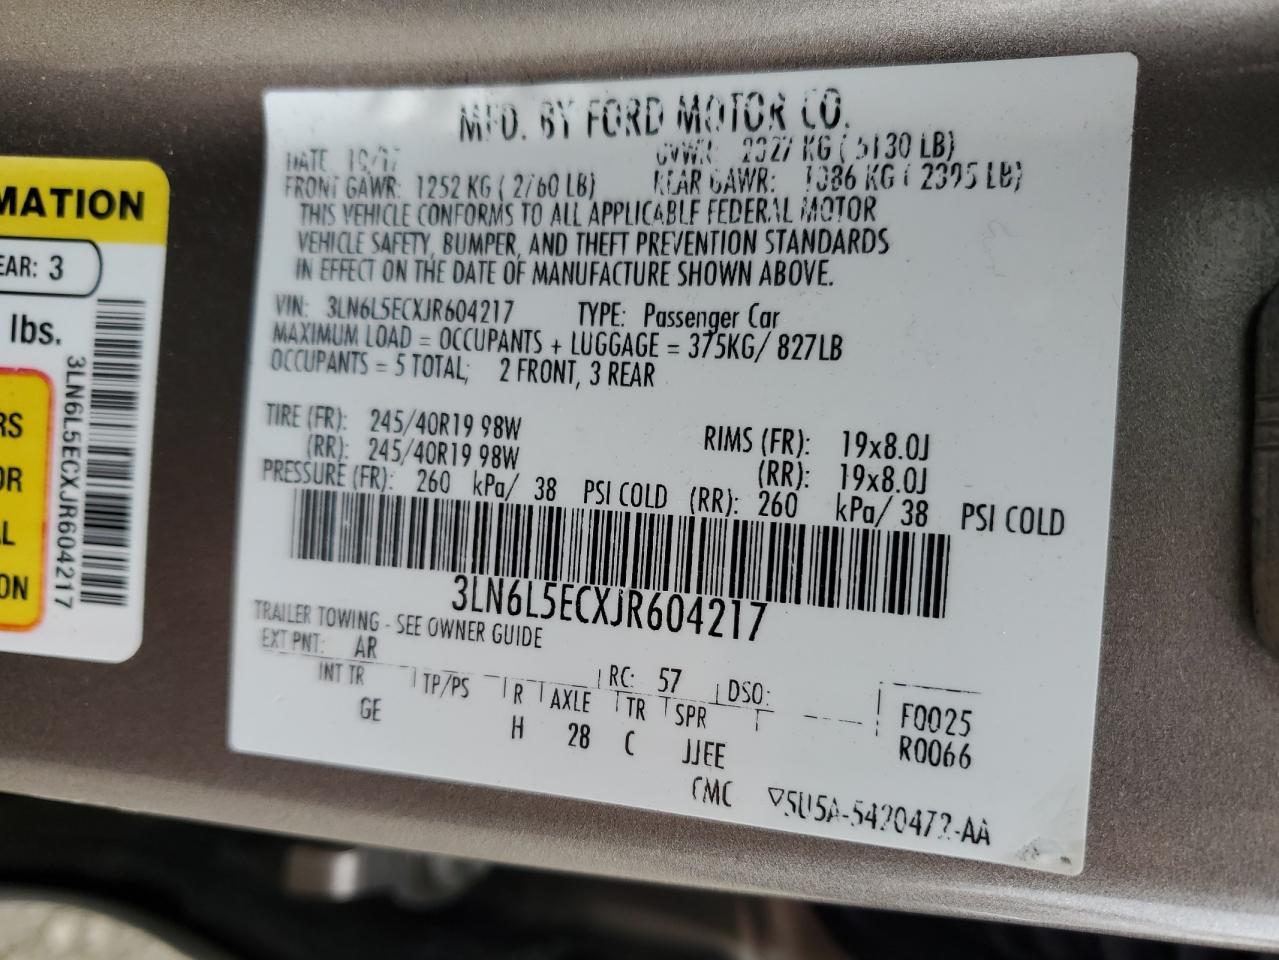 MATION
EAR: 3
lbs.
RS
OR
AL
ON
3LN6L5ECXJR604217
MFD. BY FORD MOTOR CO.
DATE 10/17 GVWR: 2327 KG ( 5130 LB)
FRONT GAWR: 1252 KG ( 2760 LB) REAR GAWR: 1086 KG ( 2395 LB)
THIS VEHICLE CONFORMS TO ALL APPLICABLE FEDERAL MOTOR
VEHICLE SAFETY, BUMPER, AND THEFT PREVENTION STANDARDS
IN EFFECT ON THE DATE OF MANUFACTURE SHOWN ABOVE.
VIN: 3LN6L5ECXJR604217 TYPE: Passenger Car
MAXIMUM LOAD = OCCUPANTS + LUGGAGE = 375KG/ 827LB
OCCUPANTS = 5 TOTAL; 2 FRONT, 3 REAR
TIRE (FR): 245/40R19 98W RIMS (FR): 19x8.0J
(RR): 245/40R19 98W (RR): 19x8.0J
PRESSURE (FR): 260 kPa/ 38 PSI COLD (RR): 260 kPa/ 38 PSI COLD
3LN6L5ECXJR604217
TRAILER TOWING - SEE OWNER GUIDE
EXT PNT: AR RC: 57 DSO:
INT TR TP/PS R AXLE TR SPR F0025
GE H 28 C JJEE R0066
CMC ▽5U5A-5420472-AA